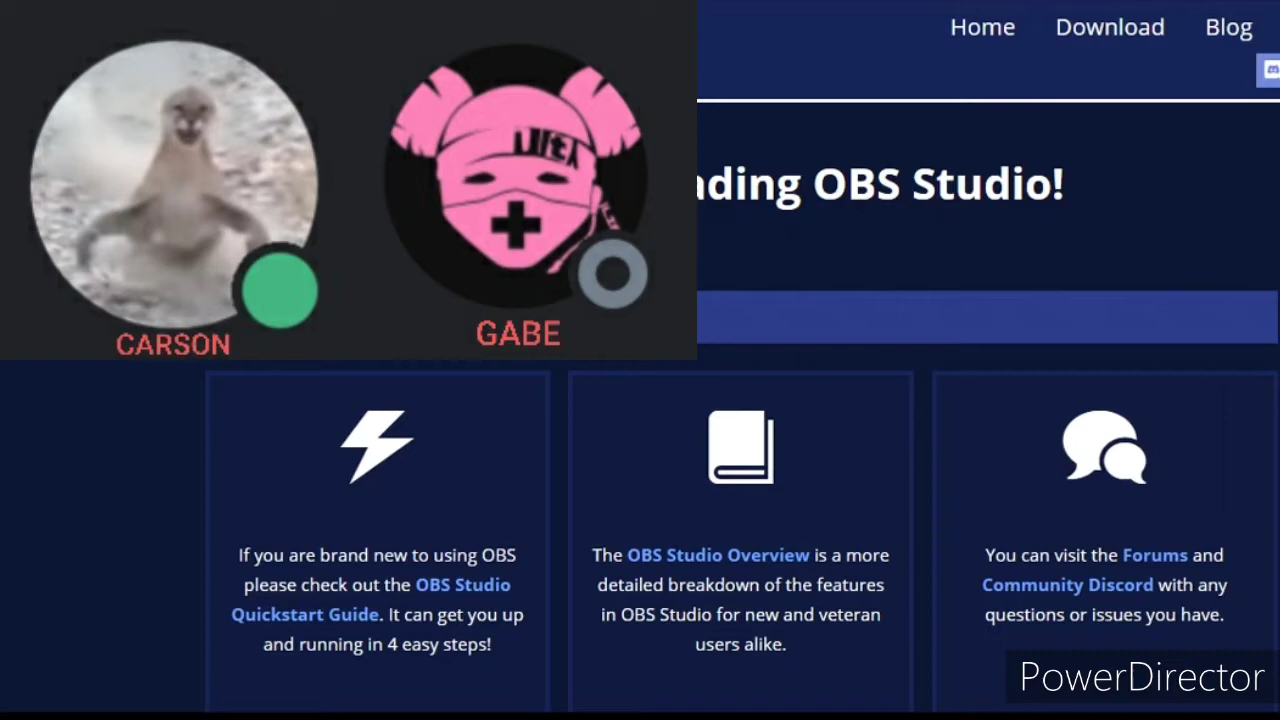 Home Download Blog
ading OBS Studio!
CARSON
GABE
If you are brand new to using OBS
please check out the OBS Studio
Quickstart Guide. It can get you up
and running in 4 easy steps!
The OBS Studio Overview is a more
detailed breakdown of the features
in OBS Studio for new and veteran
users alike.
You can visit the Forums and
Community Discord with any
questions or issues you have.
PowerDirector